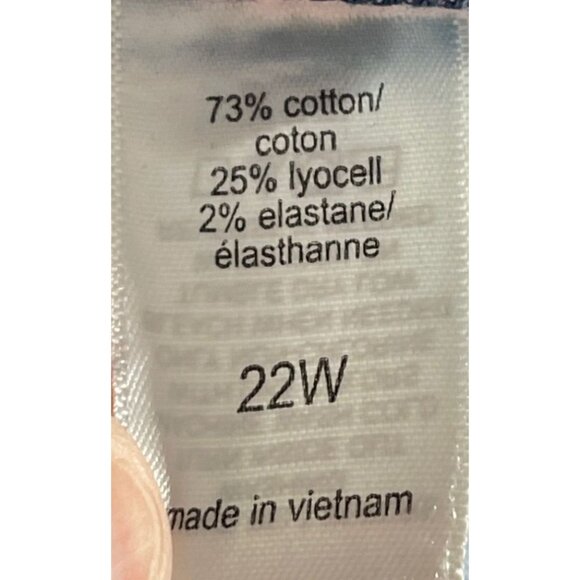 73% cotton/
coton
25% lyocell
2% elastane/
élasthanne
22W
made in vietnam